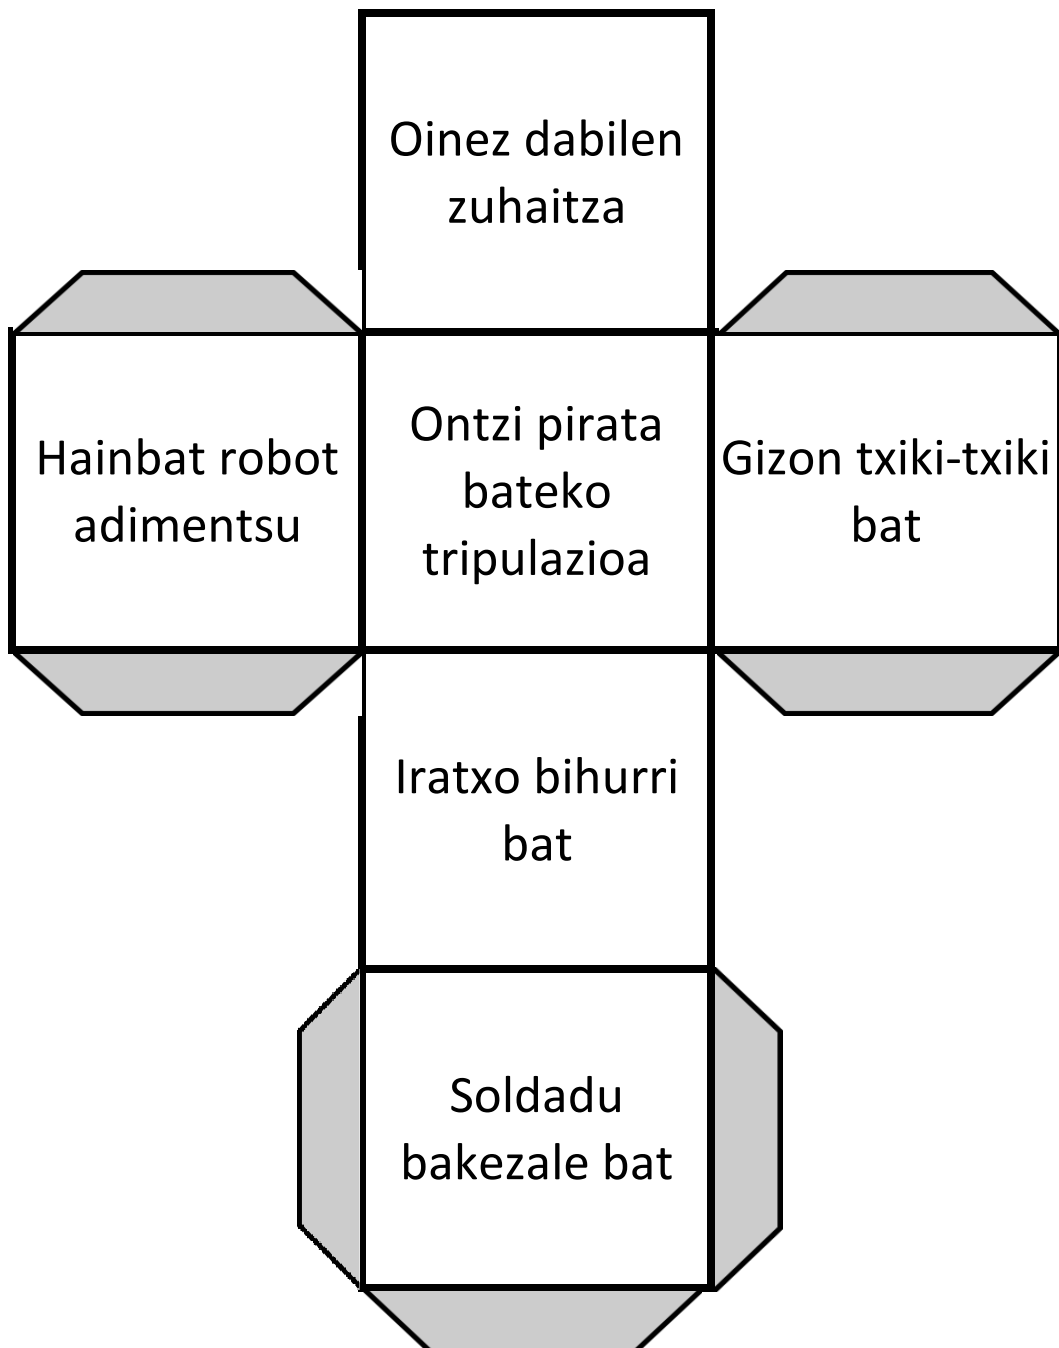 Oinez dabilen
zuhaitza
Hainbat robot
adimentsu
Ontzi pirata
bateko
tripulazioa
Gizon txiki-txiki
bat
Iratxo bihurri
bat
Soldadu
bakezale bat